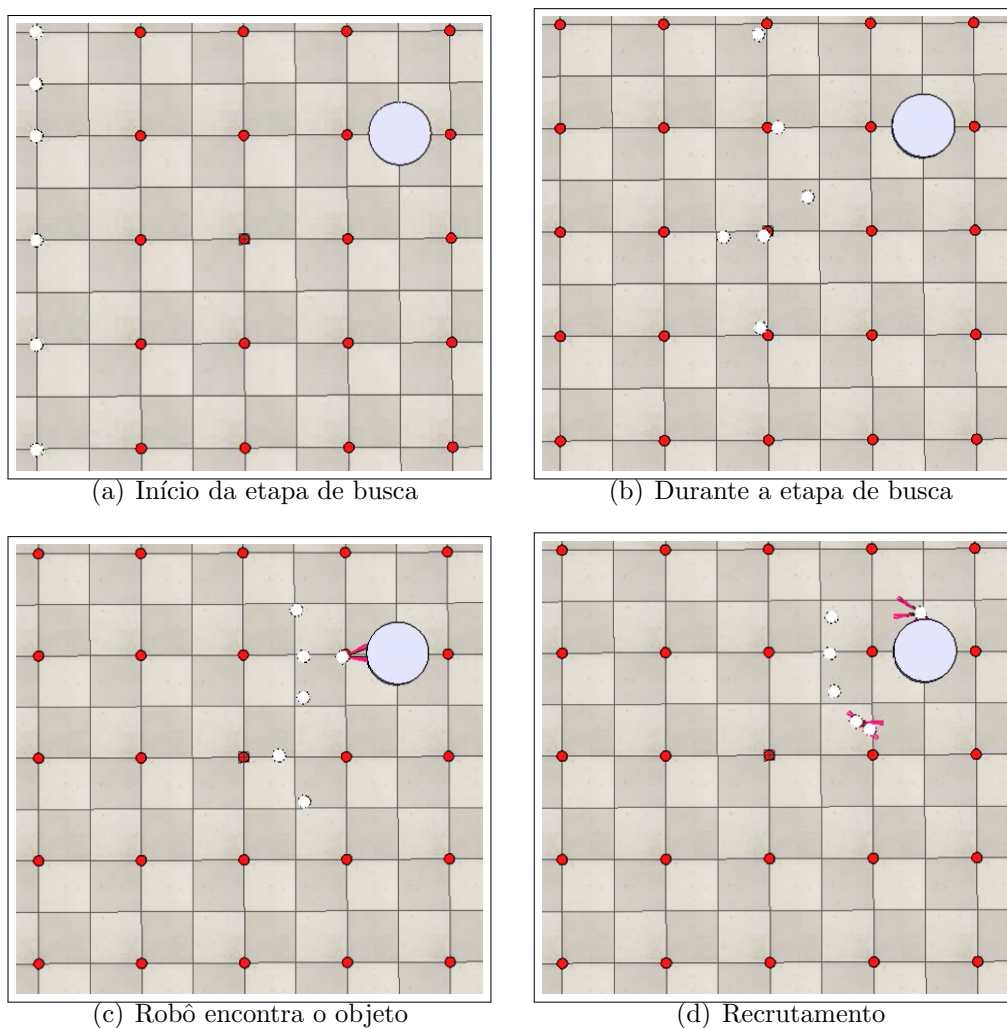 (a) Início da etapa de busca
(b) Durante a etapa de busca
(c) Robô encontra o objeto
(d) Recrutamento